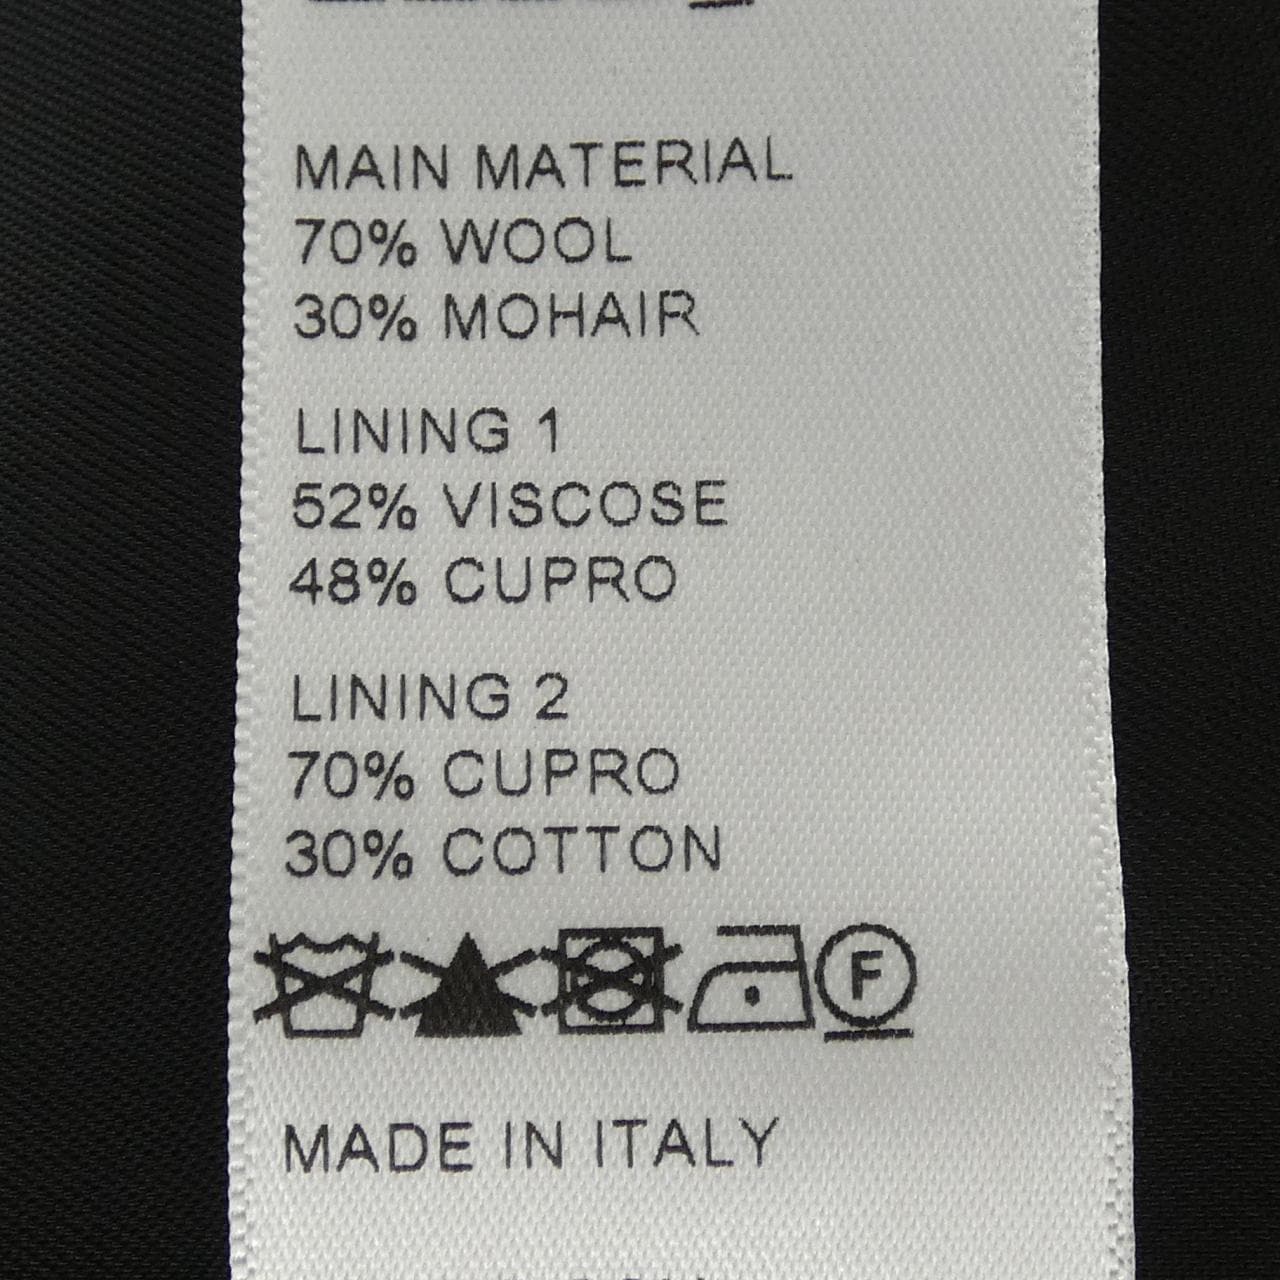 MAIN MATERIAL
70% WOOL
30% MOHAIR
LINING 1
52% VISCOSE
48% CUPRO
LINING 2
70% CUPRO
30% COTTON
F
MADE IN ITALY